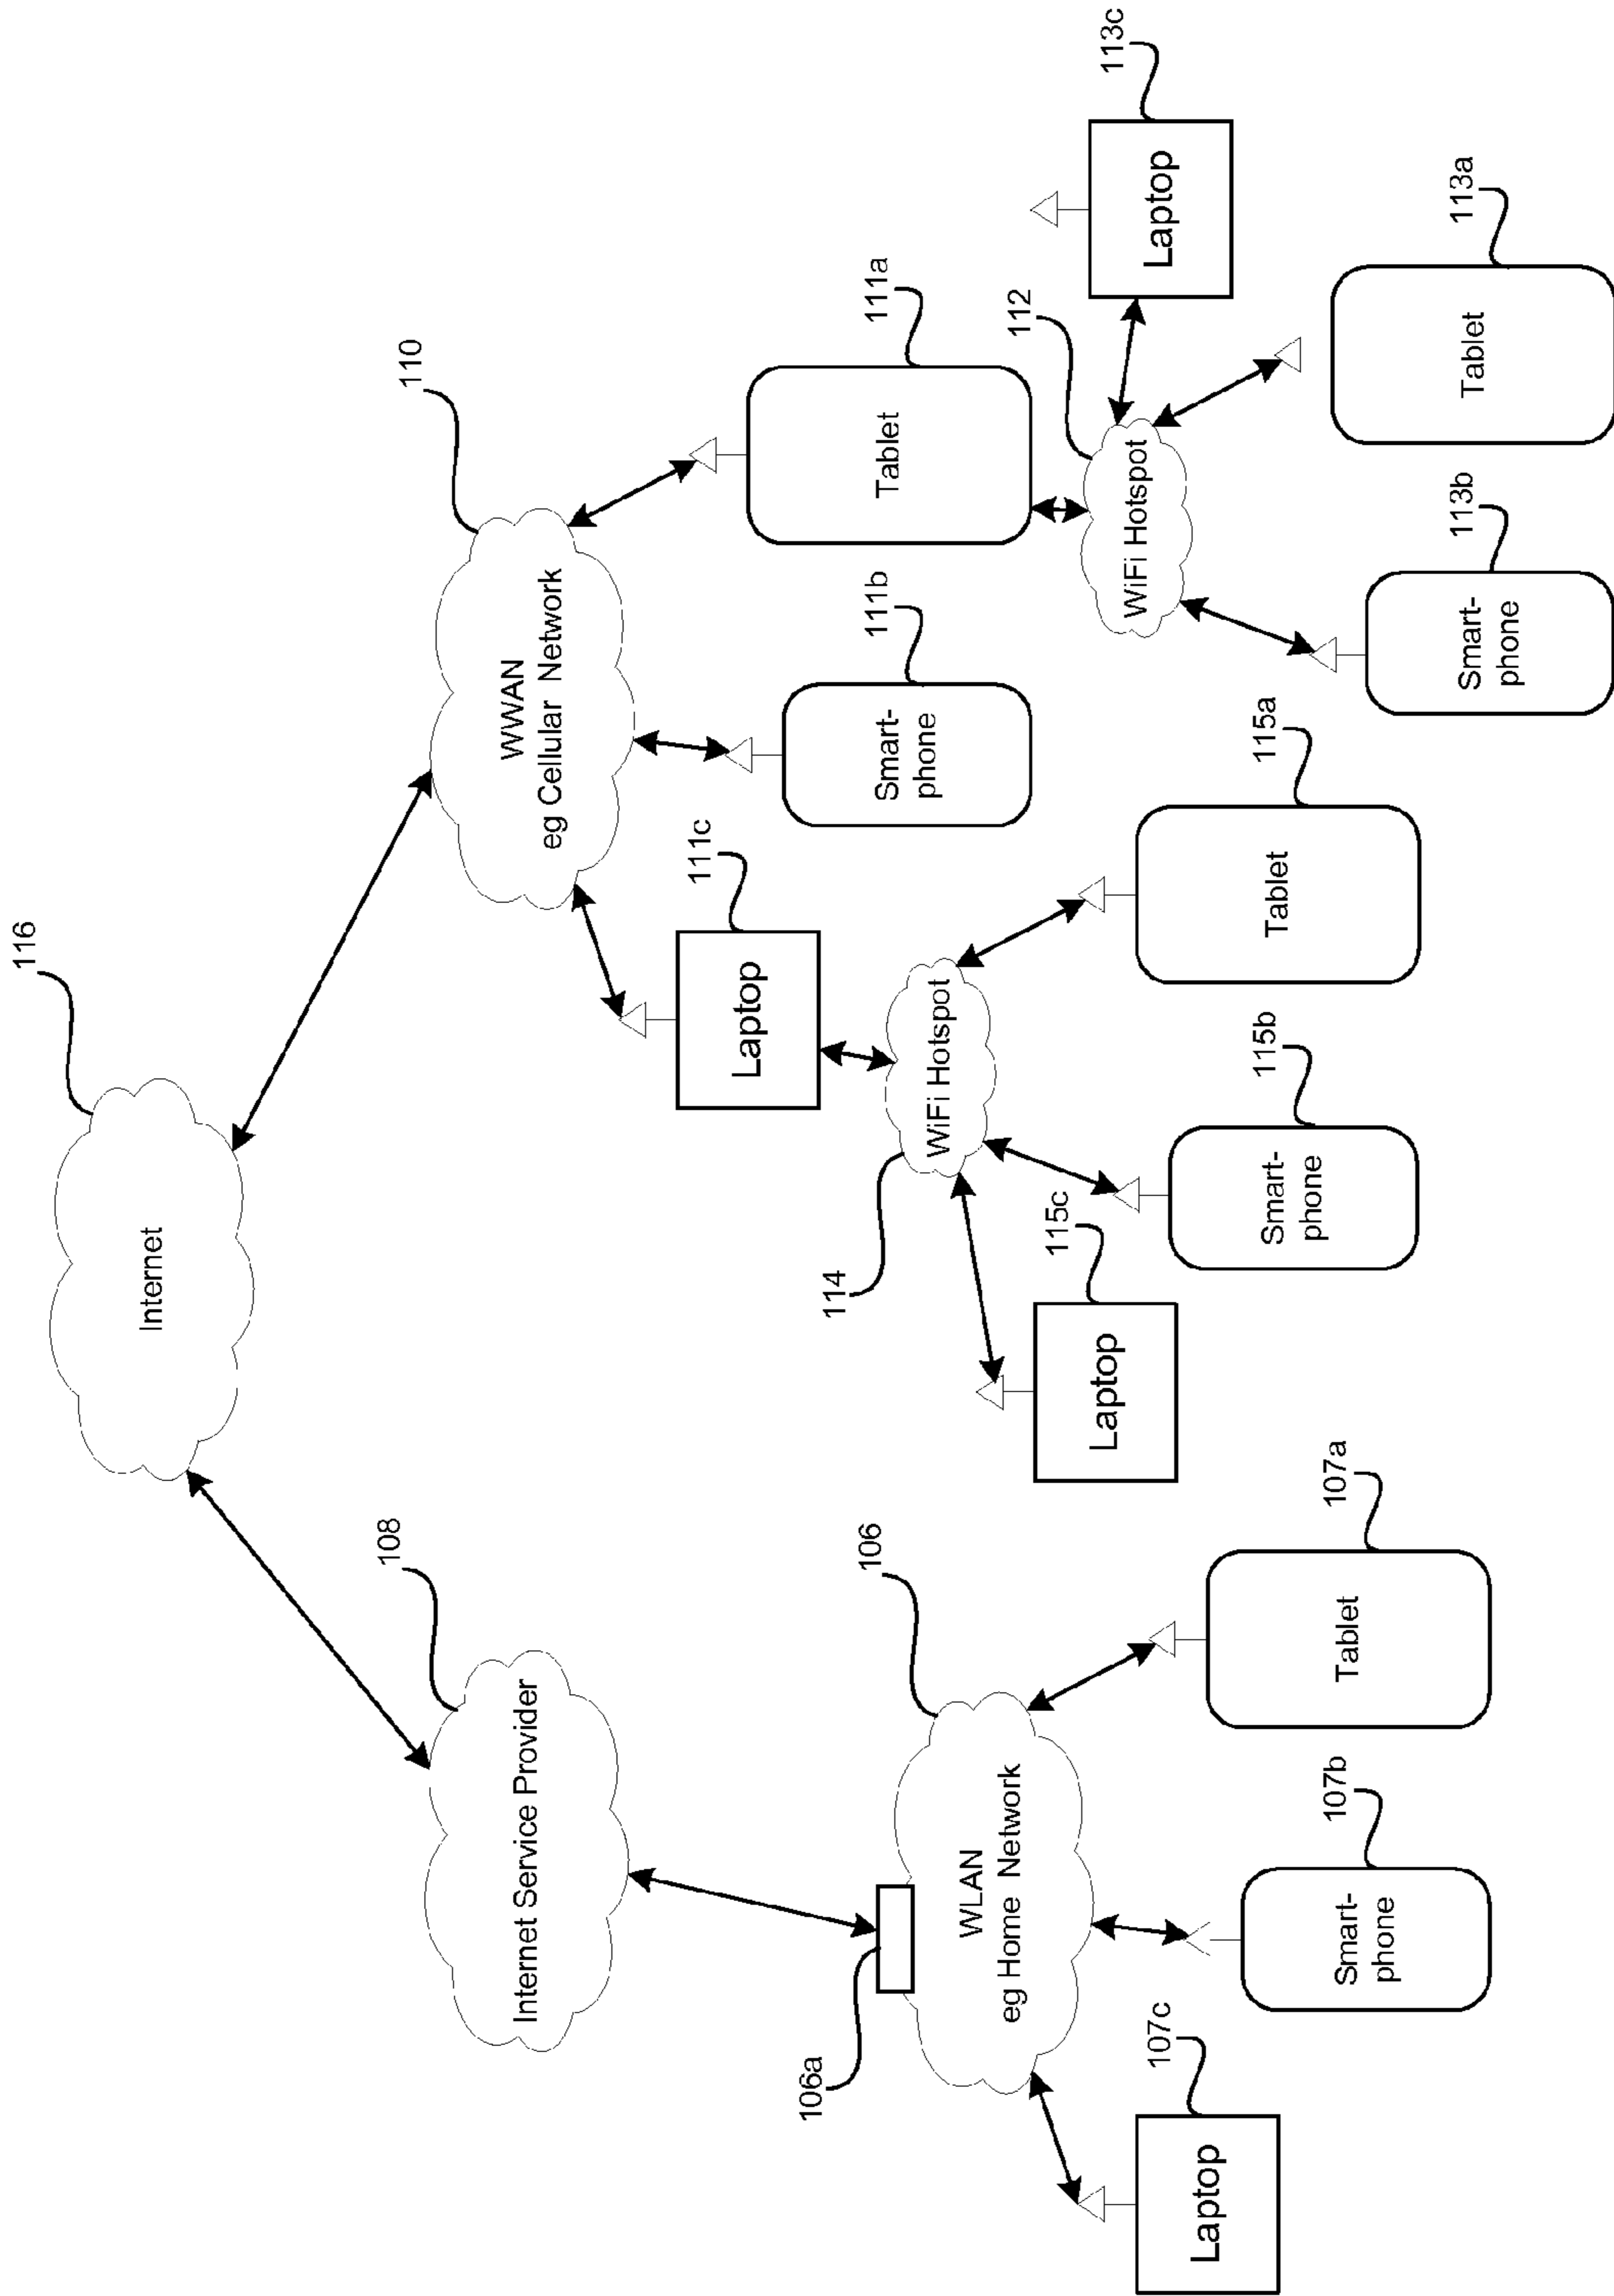 116
Internet
108
Internet Service Provider
110
WWAN
eg Cellular Network
106a
106
WLAN
eg Home Network
107c
Laptop
107b
Smart-
phone
107a
Tablet
111c
Laptop
111b
Smart-
phone
111a
Tablet
114
WiFi Hotspot
115c
Laptop
115b
Smart-
phone
115a
Tablet
112
WiFi Hotspot
113b
Smart-
phone
113a
Tablet
113c
Laptop